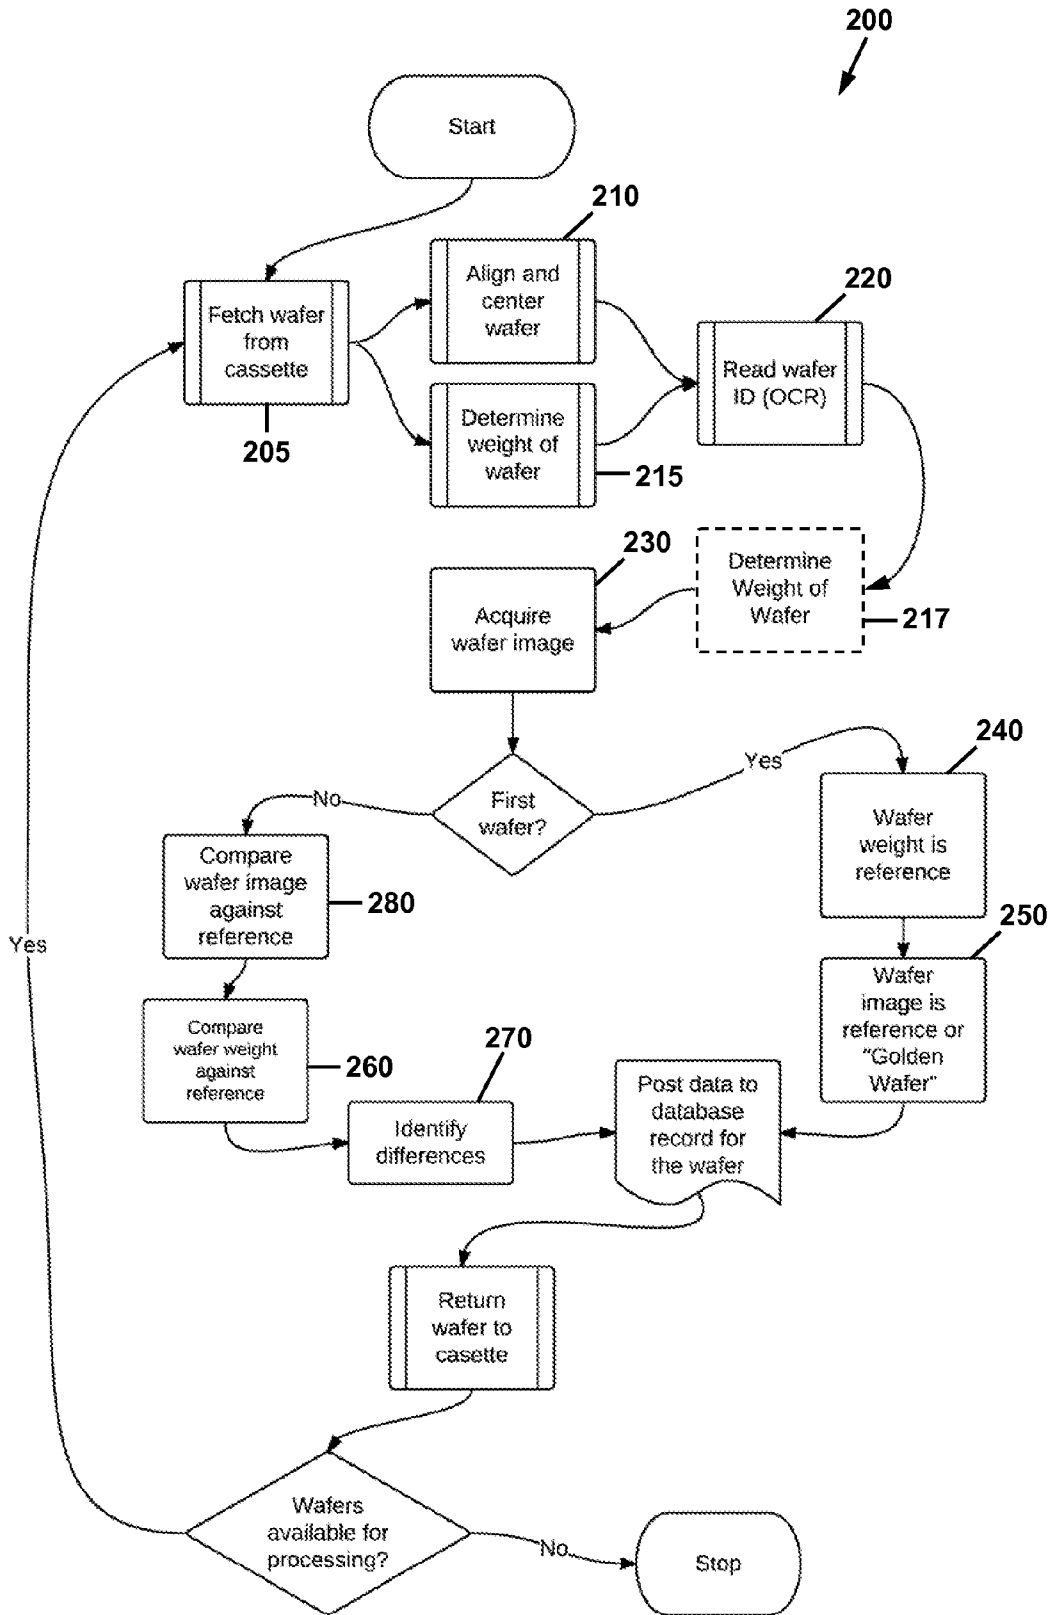 200
Start
210
Align and
center
wafer
220
Fetch wafer
from
cassette
205
Read wafer
ID (OCR)
Determine
weight of
wafer
215
230
Determine
Weight of
Wafer
217
Acquire
wafer image
240
Yes
First
wafer?
No
Wafer
weight is
reference
Compare
wafer image
against
reference
280
250
Yes
Wafer
image is
reference or
"Golden
Wafer"
Compare
wafer weight
against
reference
260
270
Identify
differences
Post data to
database
record for
the wafer
Return
wafer to
casette
Wafers
available for
processing?
No
Stop